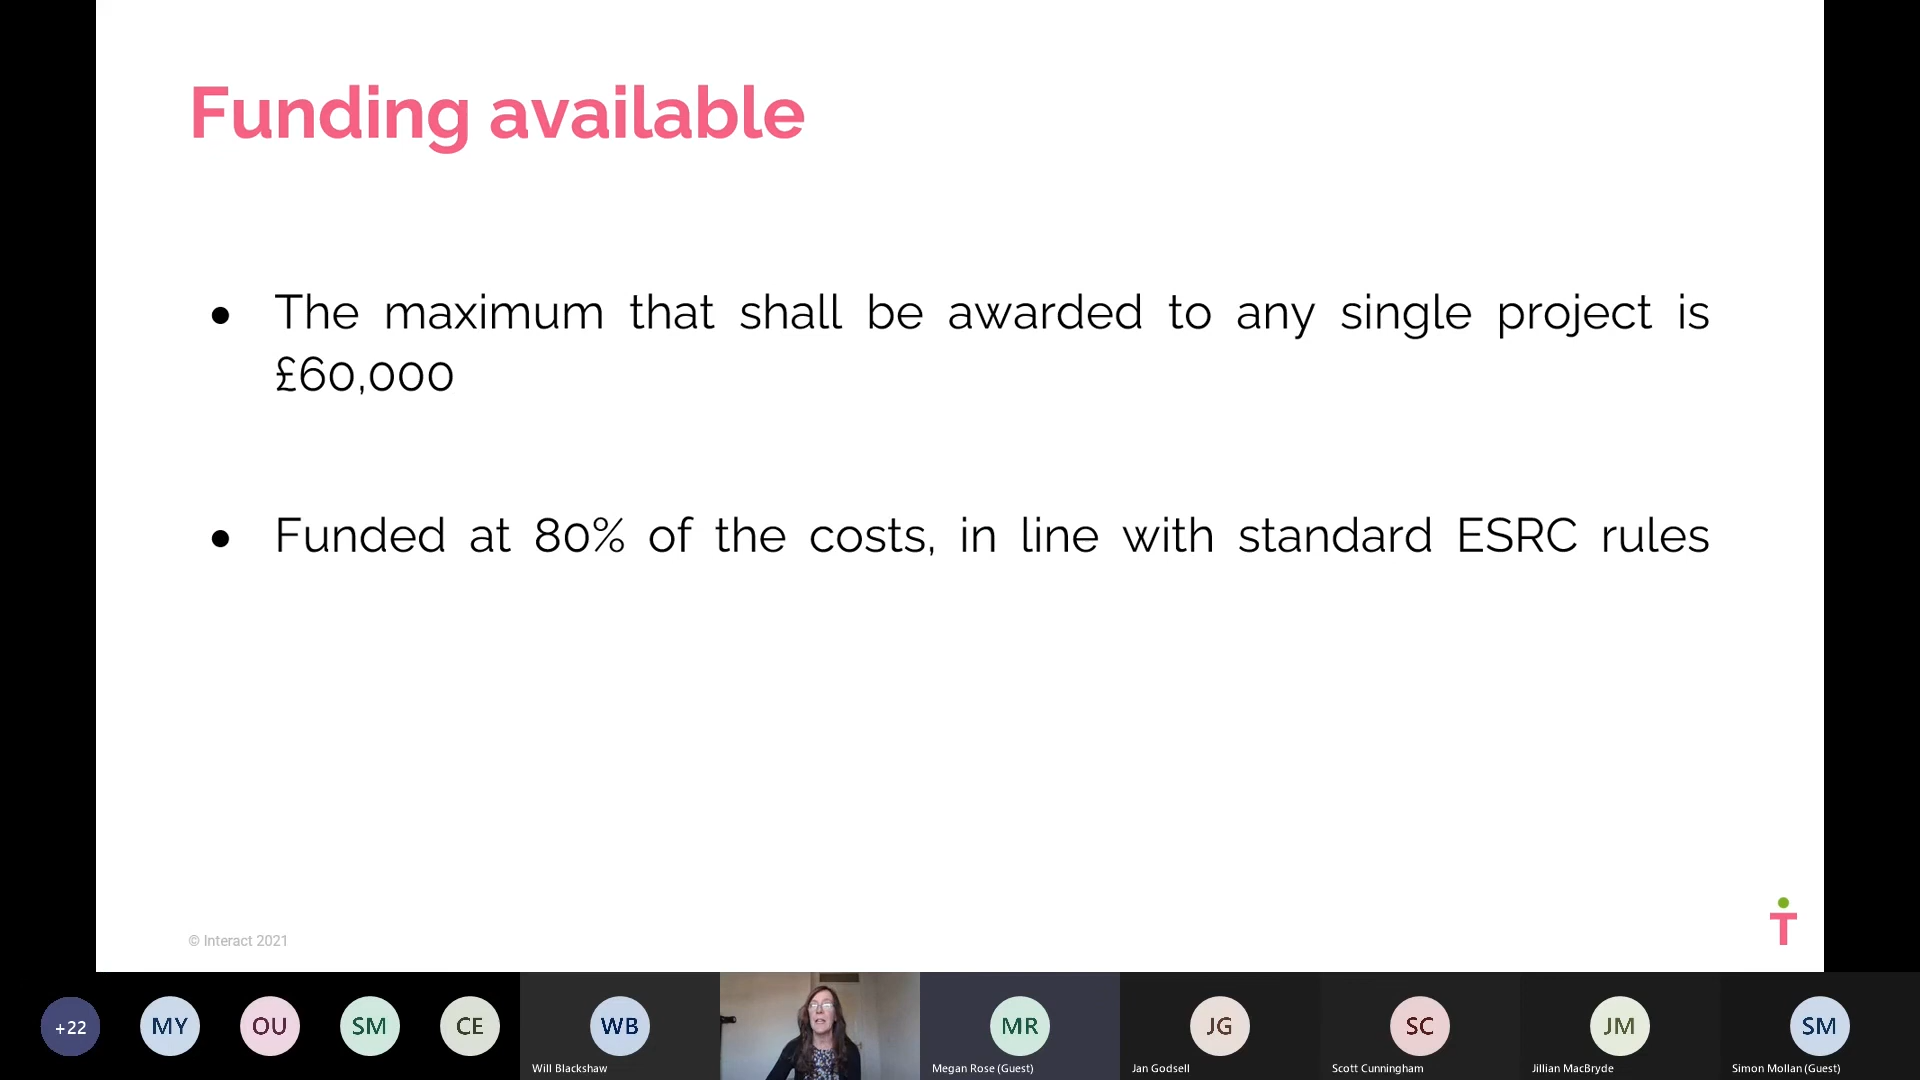 Funding available
● The maximum that shall be awarded to any single project is
£60,000
● Funded at 80% of the costs, in line with standard ESRC rules
© Interact 2021
+22
MY
OU
SM
CE
WB
Will Blackshaw
MR
Megan Rose (Guest)
JG
Jan Godsell
SC
Scott Cunningham
JM
Jillian MacBryde
SM
Simon Mollan (Guest)